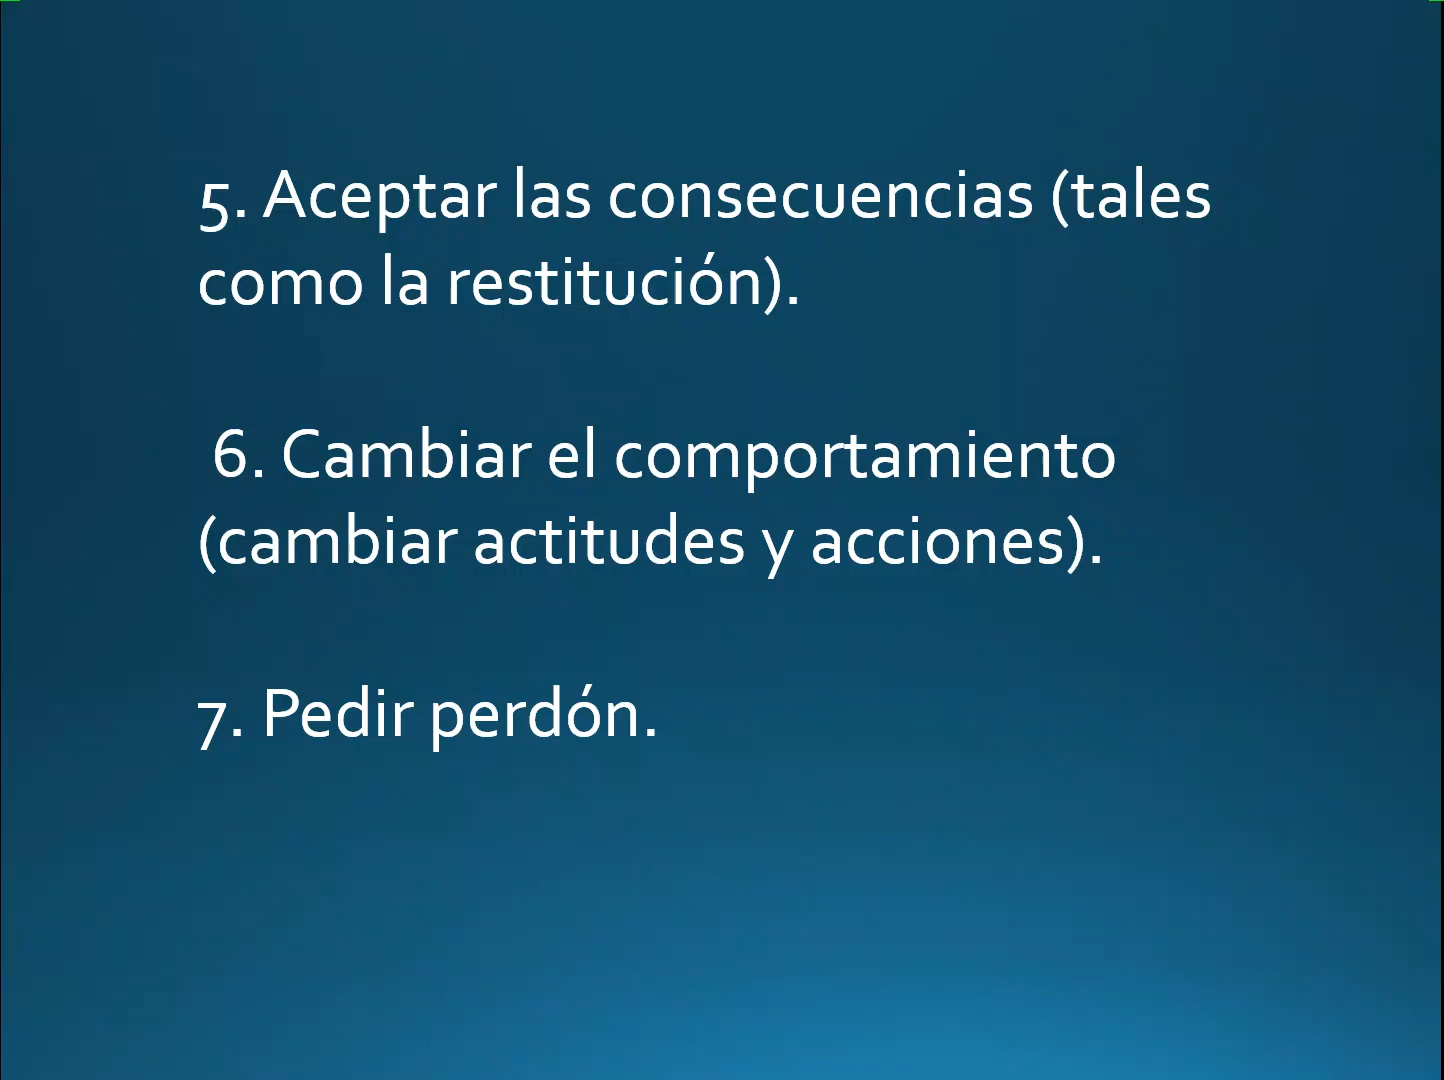 5. Aceptar las consecuencias (tales
como la restitución).
6. Cambiar el comportamiento
(cambiar actitudes y acciones).
7. Pedir perdón.